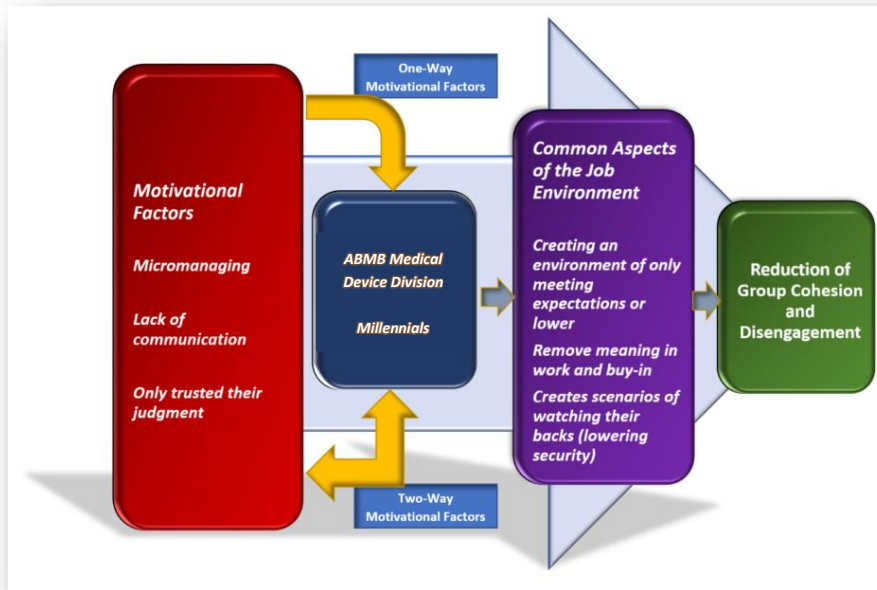 One-Way
Motivational Factors
Motivational
Factors
Micromanaging
Lack of
communication
Only trusted their
judgment
ABMB Medical
Device Division
Millennials
Two-Way
Motivational Factors
Common Aspects
of the Job
Environment
Creating an
environment of only
meeting
expectations or
lower
Remove meaning in
work and buy-in
Creates scenarios of
watching their
backs (lowering
security)
Reduction of
Group Cohesion
and
Disengagement